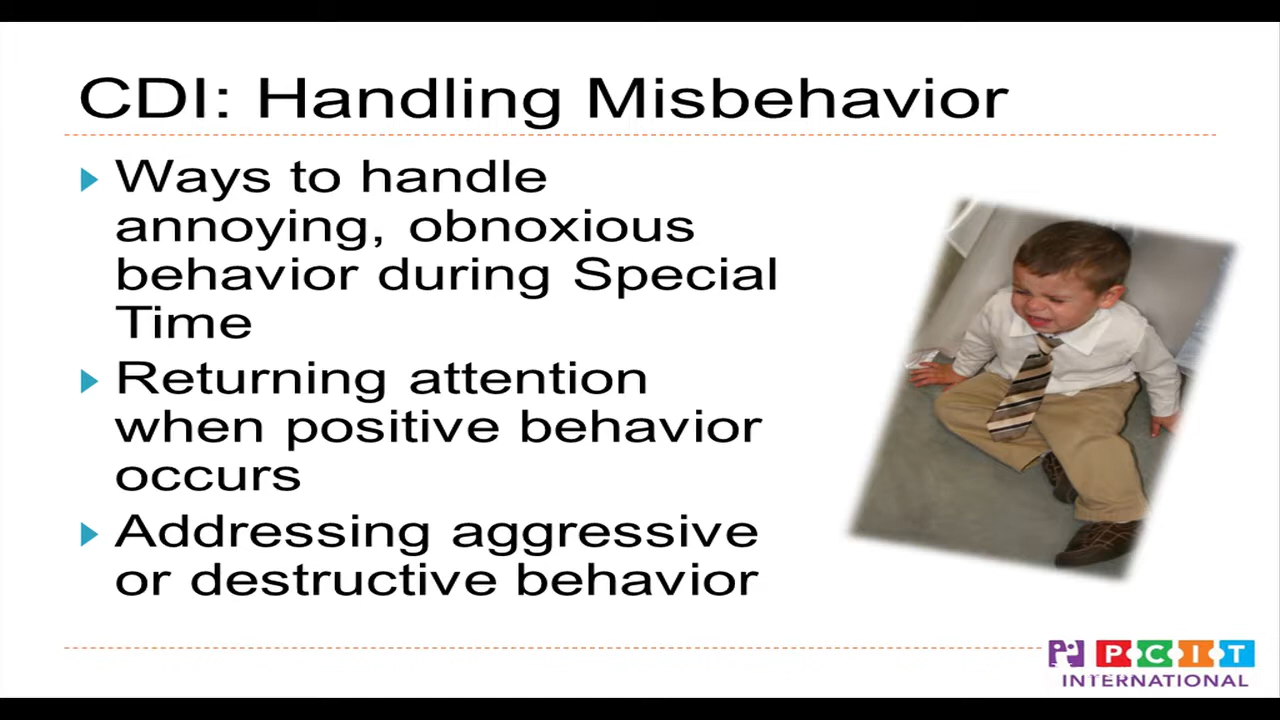 CDI: Handling Misbehavior
Ways to handle
annoying, obnoxious
behavior during Special
Time
Returning attention
when positive behavior
occurs
Addressing aggressive
or destructive behavior
PCIT
INTERNATIONAL